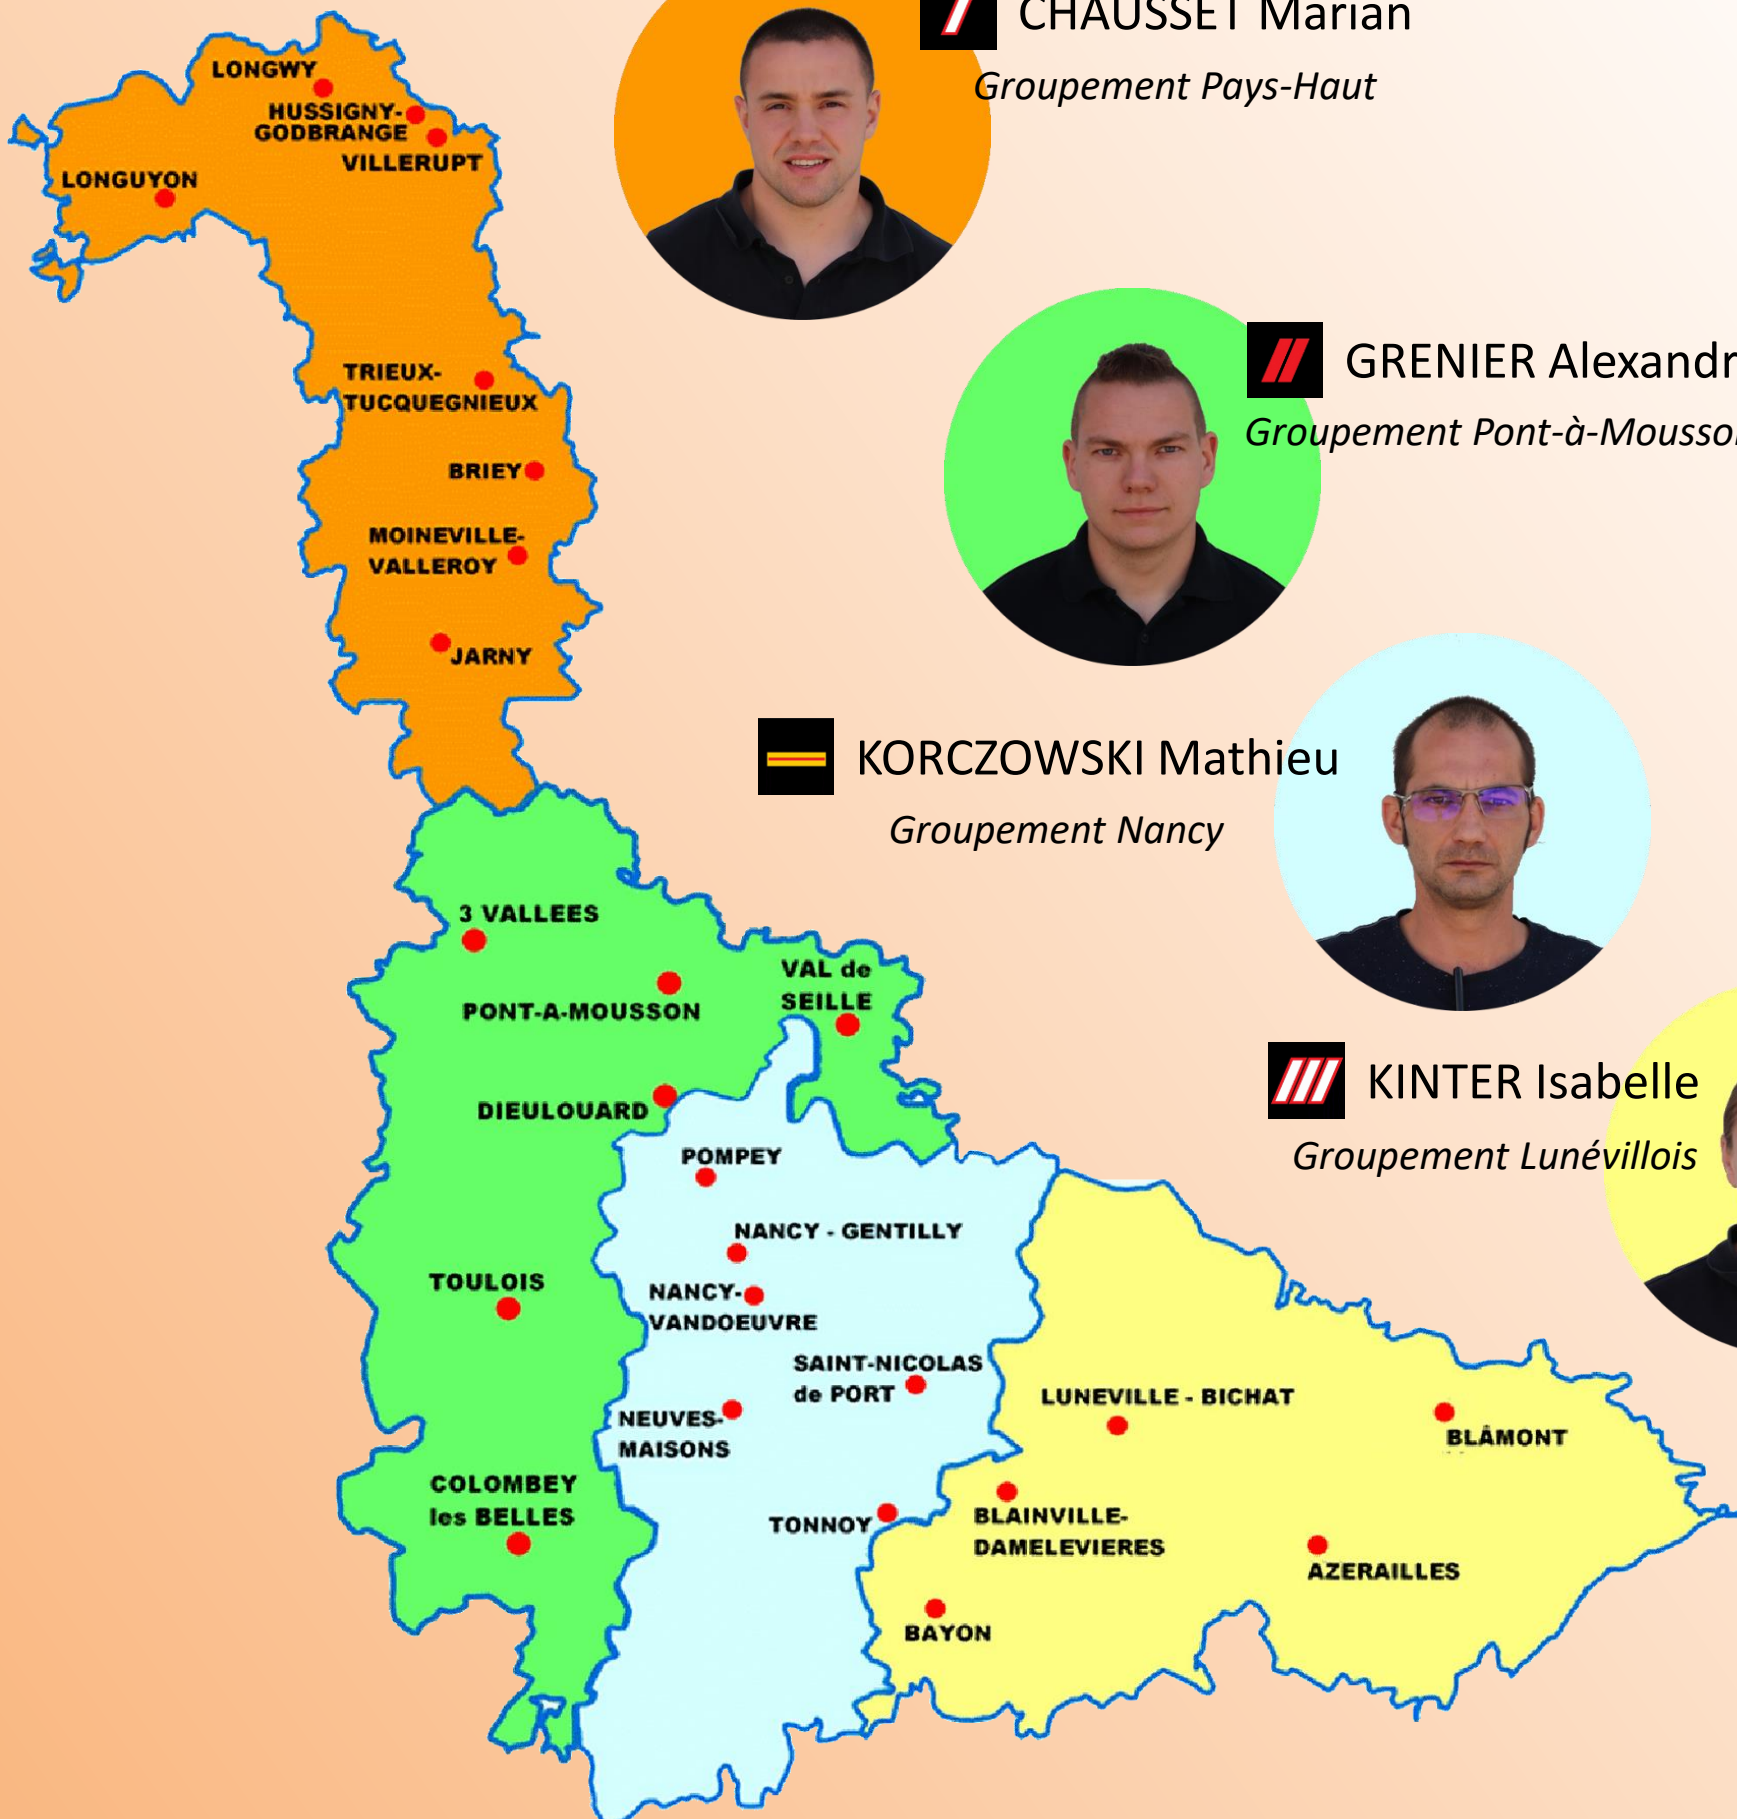 CHAUSSET Marian
Groupement Pays-Haut
LONGWY
HUSSIGNY-
GODBRANGE
VILLERUPT
LONGUYON
GRENIER Alexandr
Groupement Pont-à-Mousso
TRIEUX-
TUCQUEGNIEUX
BRIEY
MOINEVILLE-
VALLEROY
JARNY
KORCZOWSKI Mathieu
Groupement Nancy
3 VALLEES
VAL de
SEILLE
PONT-A-MOUSSON
DIEULOUARD
KINTER Isabelle
Groupement Lunévillois
POMPEY
NANCY - GENTILLY
TOULOIS
NANCY-
VANDOEUVRE
SAINT-NICOLAS
de PORT
NEUVES-
MAISONS
LUNEVILLE - BICHAT
BLÂMONT
COLOMBEY
les BELLES
TONNOY
BLAINVILLE-
DAMELEVIERES
AZERAILLES
BAYON